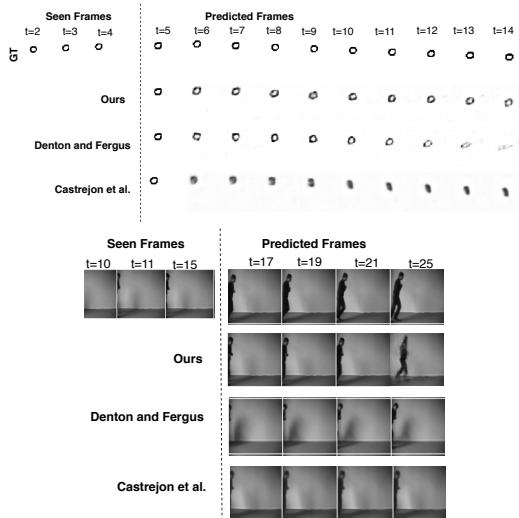 Seen Frames Predicted Frames
t=2 t=3 t=4 t=5 t=6 t=7 t=8 t=9 t=10 t=11 t=12 t=13 t=14
GT
Ours
Denton and Fergus
Castrejon et al.
Seen Frames Predicted Frames
t=10 t=11 t=15 t=17 t=19 t=21 t=25
Ours
Denton and Fergus
Castrejon et al.